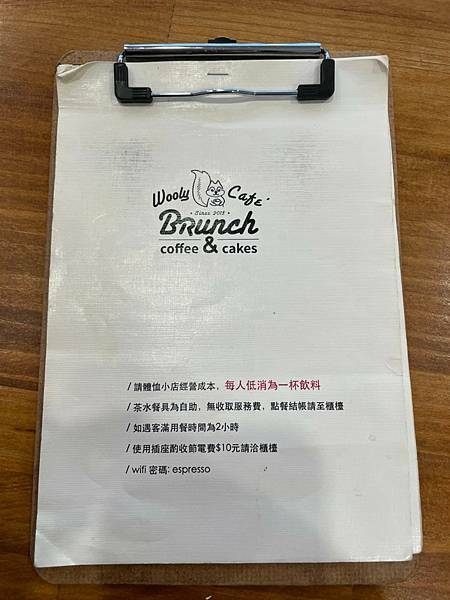 Wooly Cafe'
• Since 2013 •
BRunch
coffee & cakes
/ 請體恤小店經營成本，每人低消為一杯飲料
/ 茶水餐具為自助，無收取服務費，點餐結帳請至櫃檯
/ 如遇客滿用餐時間為2小時
/ 使用插座酌收節電費$10元請洽櫃檯
/ wifi 密碼: espresso